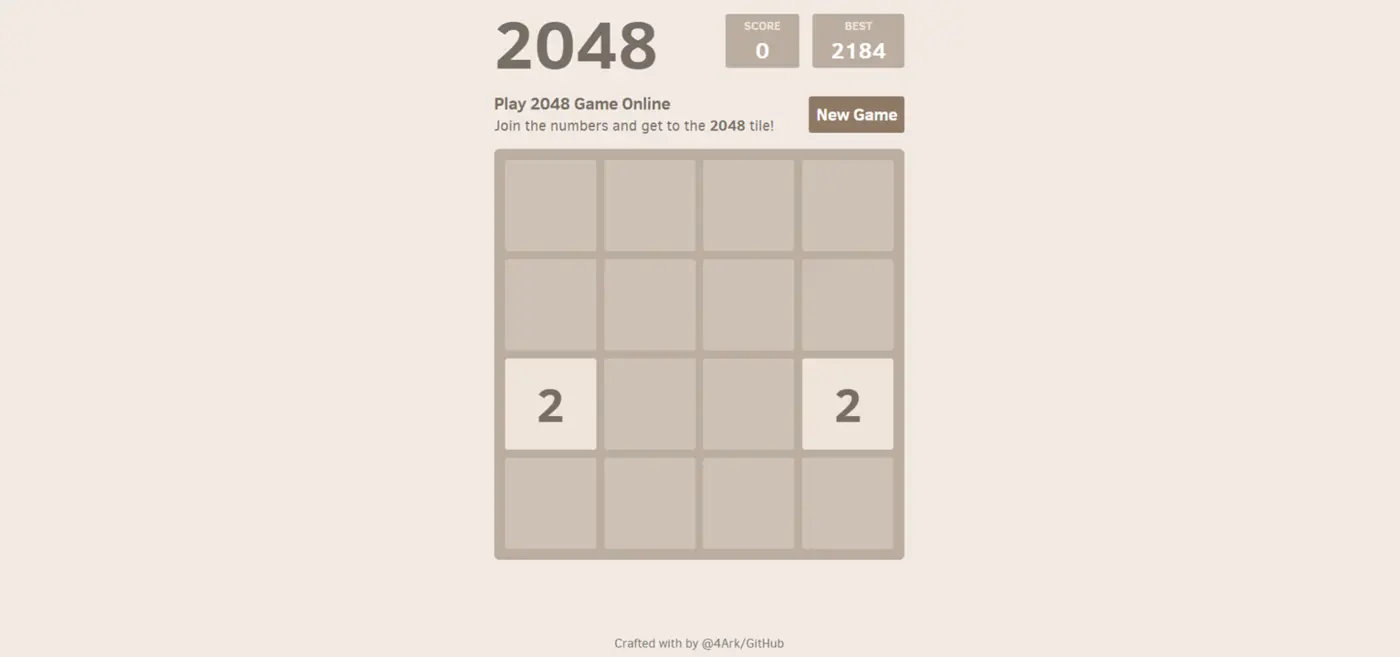 2048
SCORE
0
BEST
2184
Play 2048 Game Online
Join the numbers and get to the 2048 tile!
New Game
2
2
Crafted with by @4Ark/GitHub